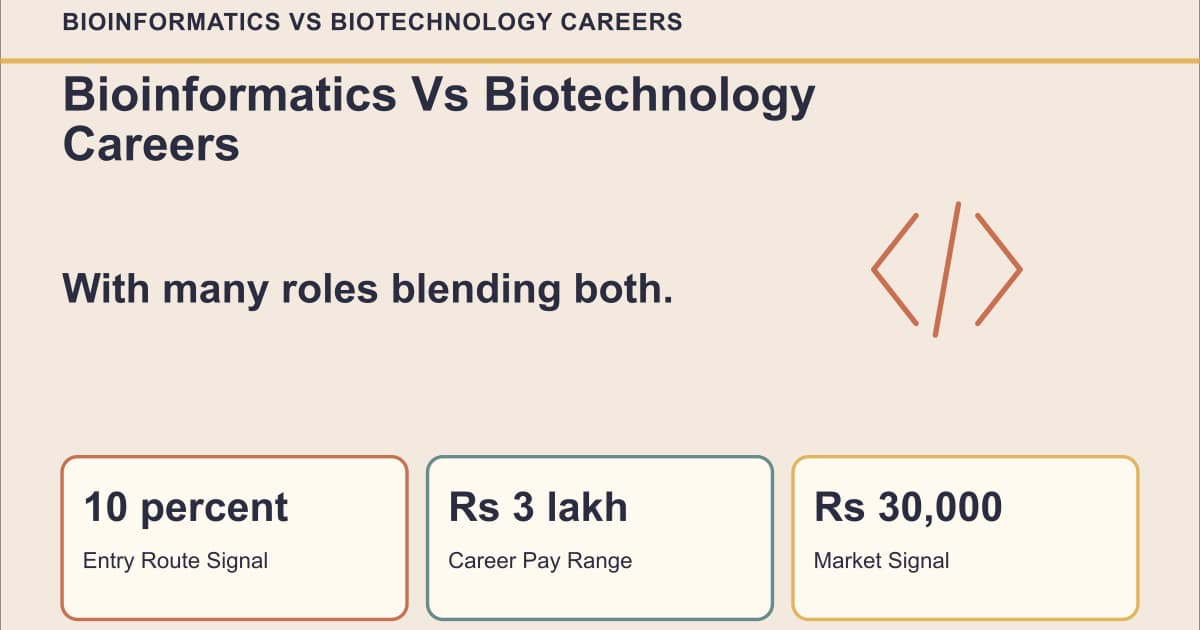 BIOINFORMATICS VS BIOTECHNOLOGY CAREERS
Bioinformatics Vs Biotechnology
Careers
With many roles blending both.
10 percent
Entry Route Signal
Rs 3 lakh
Career Pay Range
Rs 30,000
Market Signal